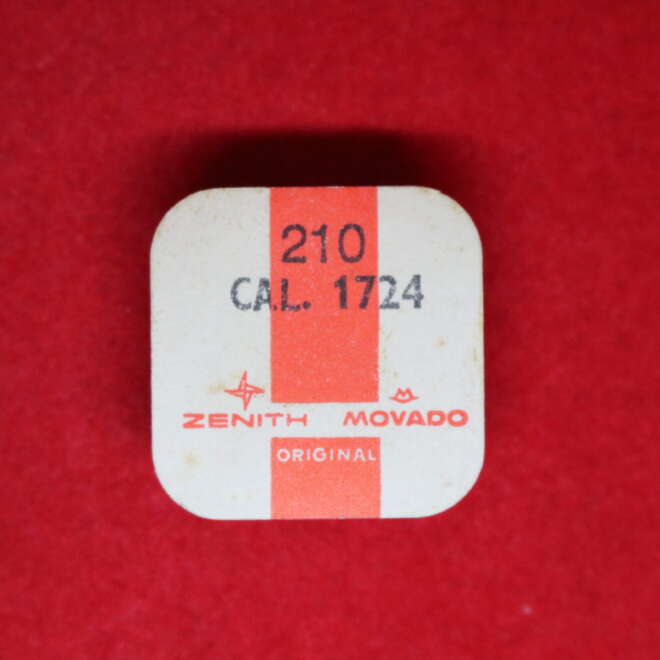 210
CAL. 1724
ZENITH MOVADO
ORIGINAL